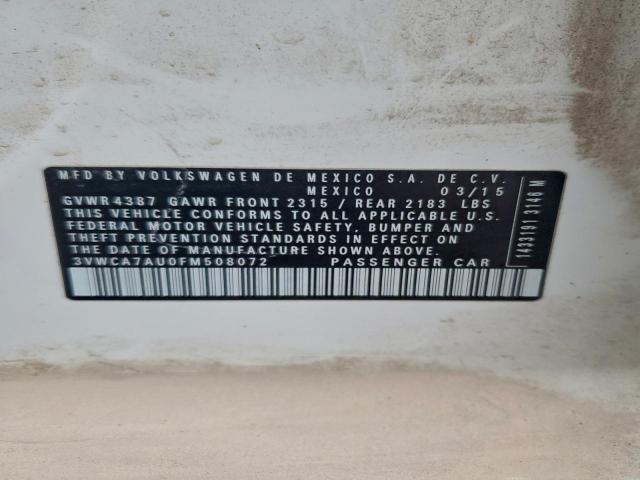 MFD BY VOLKSWAGEN DE MEXICO S.A. DE C.V.
MEXICO 03/15
GVWR 4387 GAWR FRONT 2315 / REAR 2183 LBS
THIS VEHICLE CONFORMS TO ALL APPLICABLE U.S.
FEDERAL MOTOR VEHICLE SAFETY, BUMPER AND
THEFT PREVENTION STANDARDS IN EFFECT ON
THE DATE OF MANUFACTURE SHOWN ABOVE.
3VWCA7AU0FM508072 PASSENGER CAR
1433191 3146 M